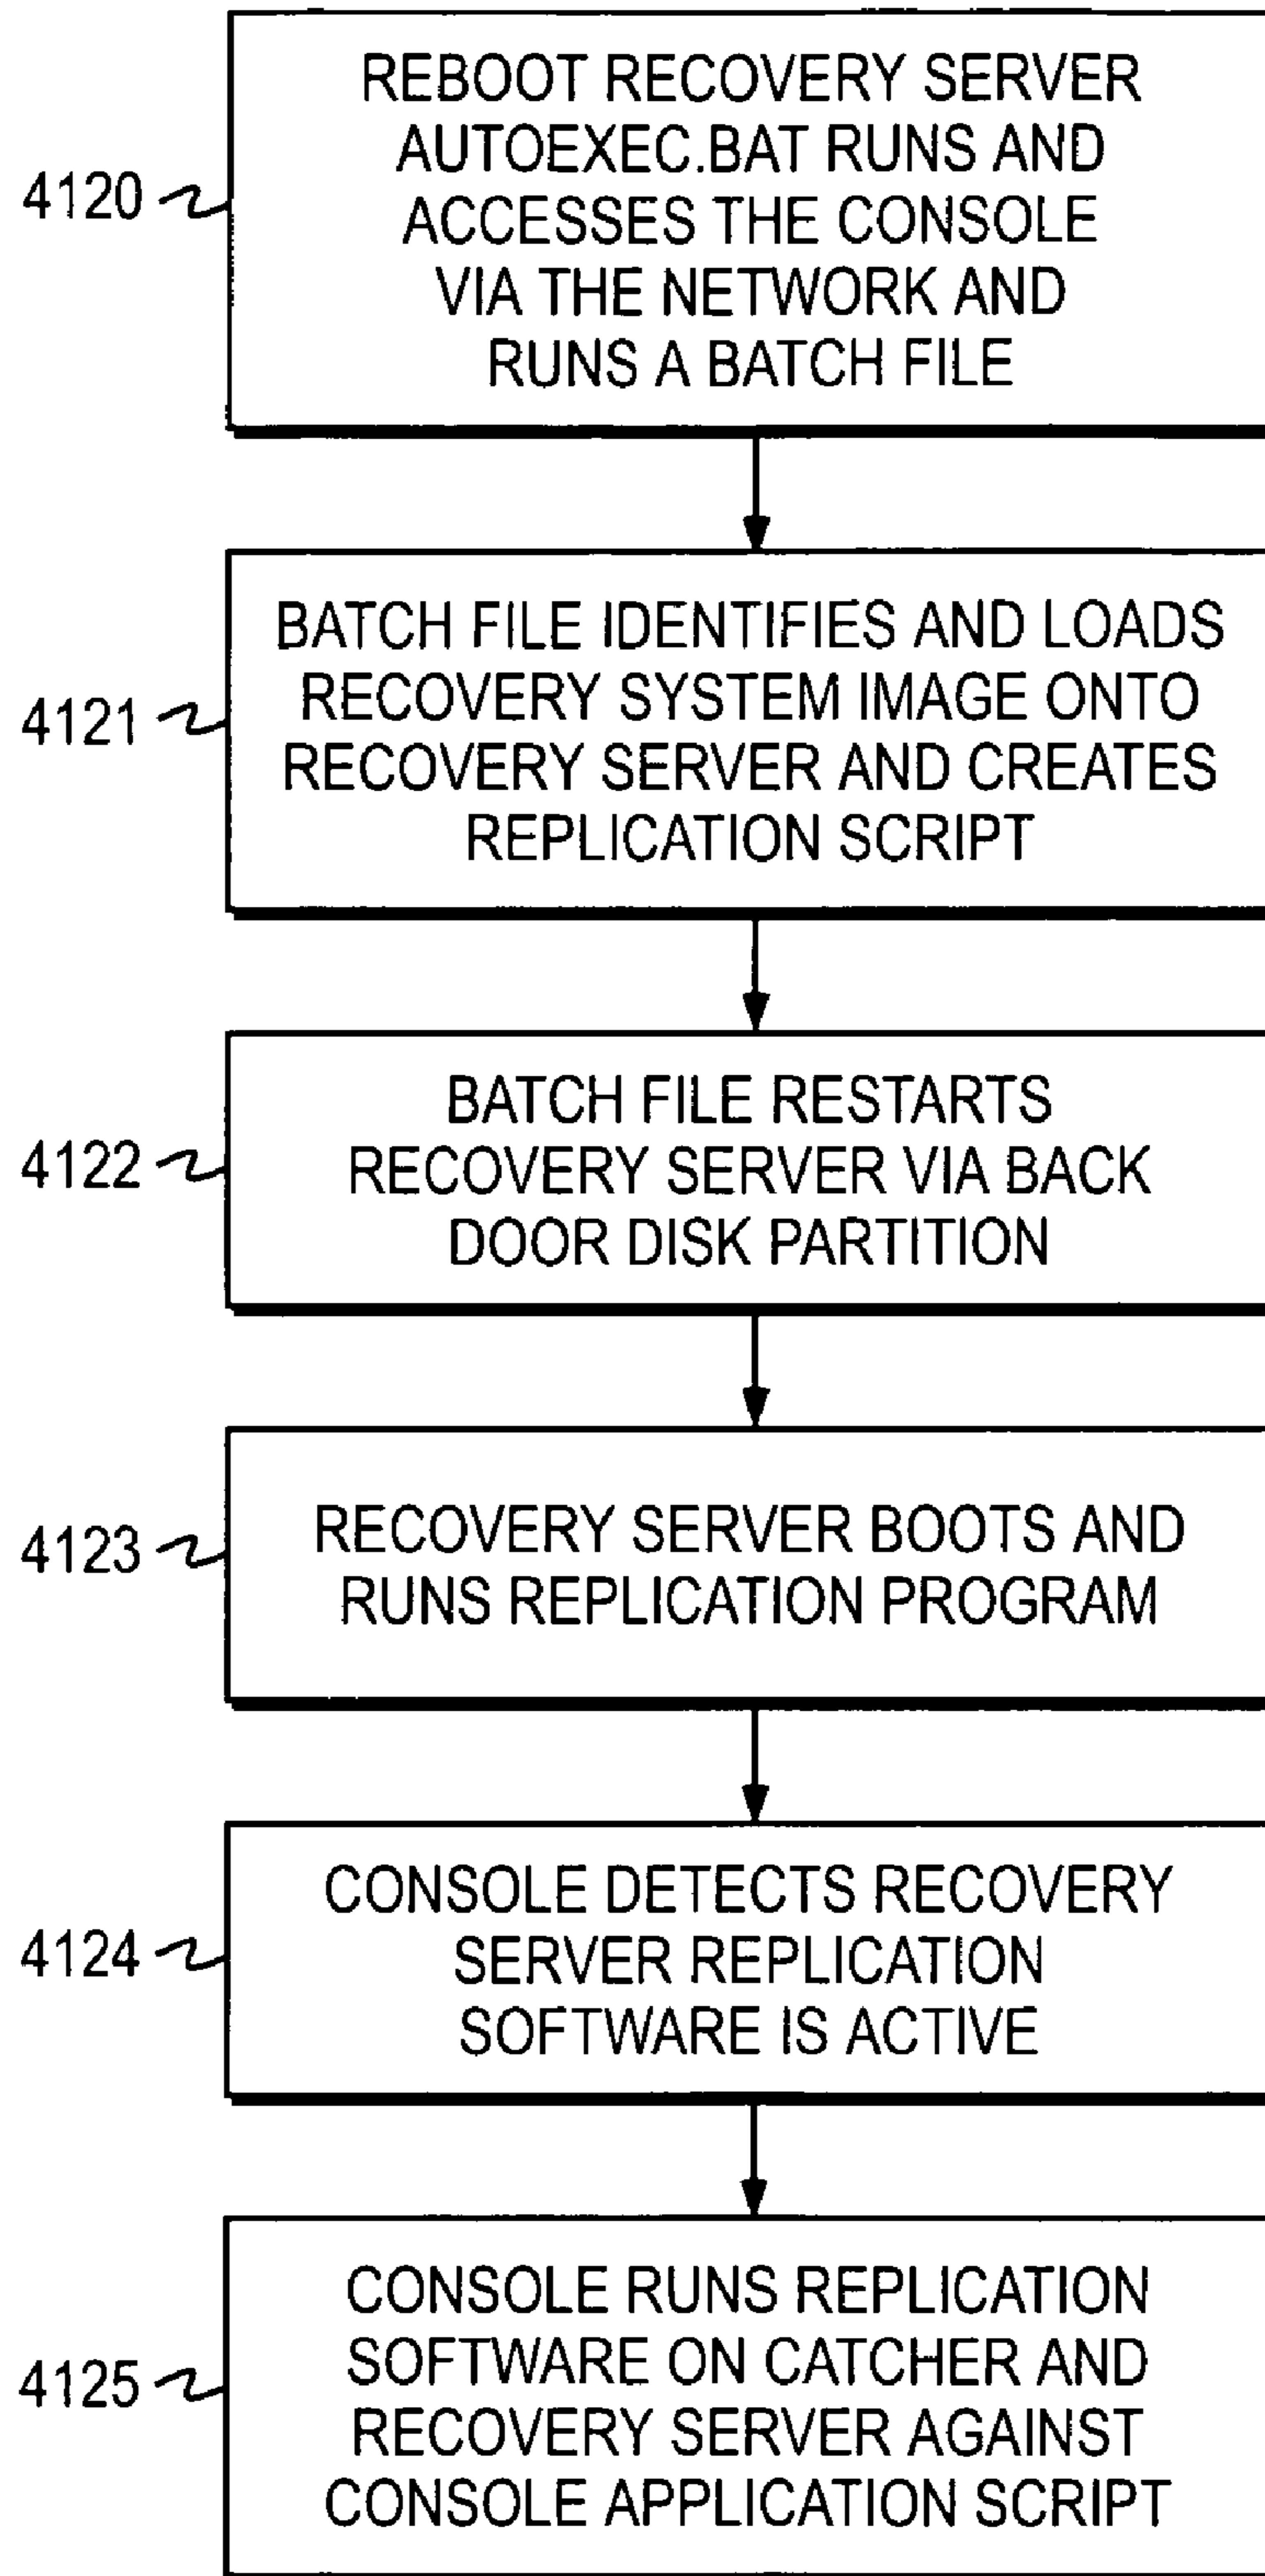 4120
REBOOT RECOVERY SERVER
AUTOEXEC.BAT RUNS AND
ACCESSES THE CONSOLE
VIA THE NETWORK AND
RUNS A BATCH FILE
4121
BATCH FILE IDENTIFIES AND LOADS
RECOVERY SYSTEM IMAGE ONTO
RECOVERY SERVER AND CREATES
REPLICATION SCRIPT
4122
BATCH FILE RESTARTS
RECOVERY SERVER VIA BACK
DOOR DISK PARTITION
4123
RECOVERY SERVER BOOTS AND
RUNS REPLICATION PROGRAM
4124
CONSOLE DETECTS RECOVERY
SERVER REPLICATION
SOFTWARE IS ACTIVE
4125
CONSOLE RUNS REPLICATION
SOFTWARE ON CATCHER AND
RECOVERY SERVER AGAINST
CONSOLE APPLICATION SCRIPT